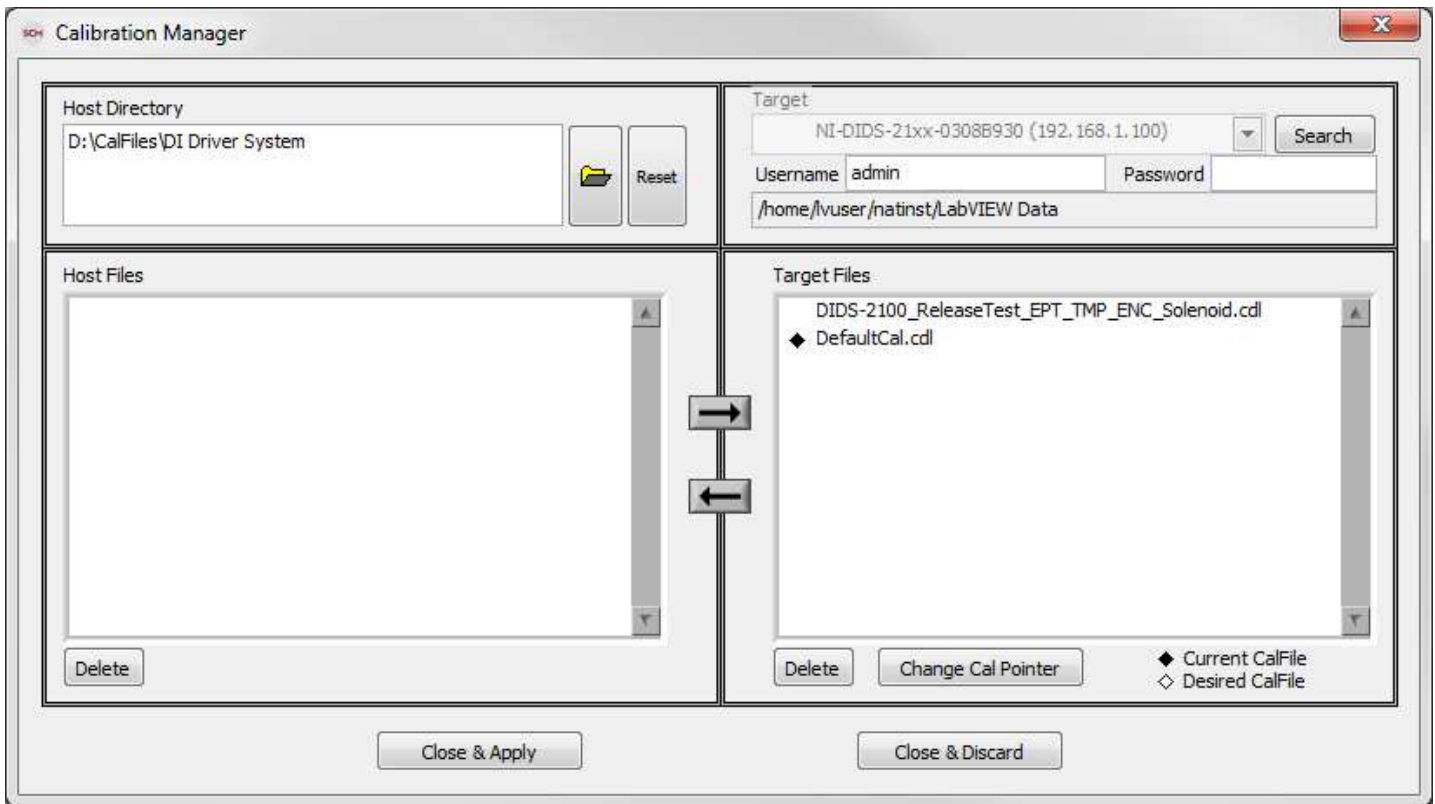 SCM Calibration Manager
Host Directory
D:\CalFiles\DI Driver System
Reset
Target
NI-DIDS-21xx-0308B930 (192.168.1.100)
Search
Username admin Password
/home/lvuser/natinst/LabVIEW Data
Host Files
Target Files
DIDS-2100_ReleaseTest_EPT_TMP_ENC_Solenoid.cdl
DefaultCal.cdl
Delete
Delete
Change Cal Pointer
Current CalFile
Desired CalFile
Close & Apply
Close & Discard